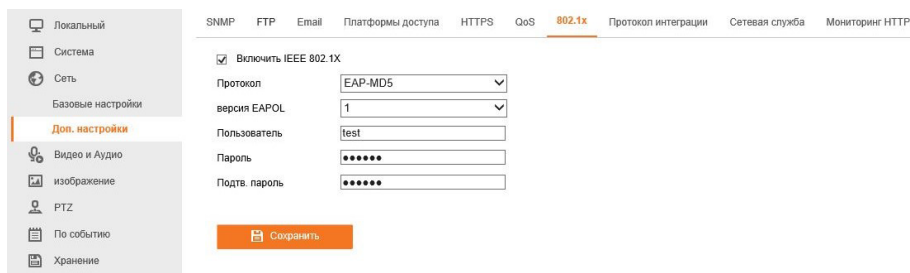 Локальный
Система
Сеть
Базовые настройки
Доп. настройки
Видео и Аудио
изображение
PTZ
По событию
Хранение
SNMP FTP Email Платформы доступа HTTPS QoS 802.1x Протокол интеграции Сетевая служба Мониторинг HTTP
Включить IEEE 802.1X
Протокол EAP-MD5
версия EAPOL 1
Пользователь test
Пароль ●●●●●●
Подтв. пароль ●●●●●●
Сохранить